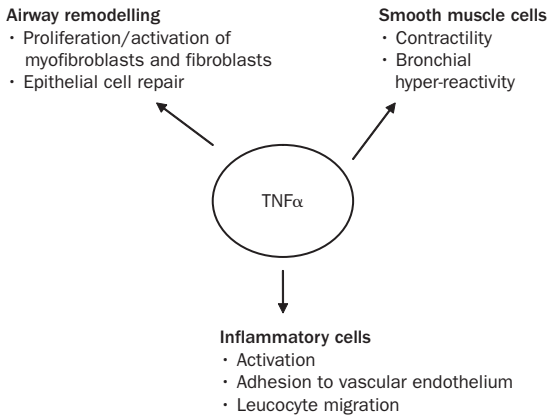 Airway remodelling
· Proliferation/activation of
myofibroblasts and fibroblasts
· Epithelial cell repair
Smooth muscle cells
· Contractility
· Bronchial
hyper-reactivity
TNFα
Inflammatory cells
· Activation
· Adhesion to vascular endothelium
· Leucocyte migration